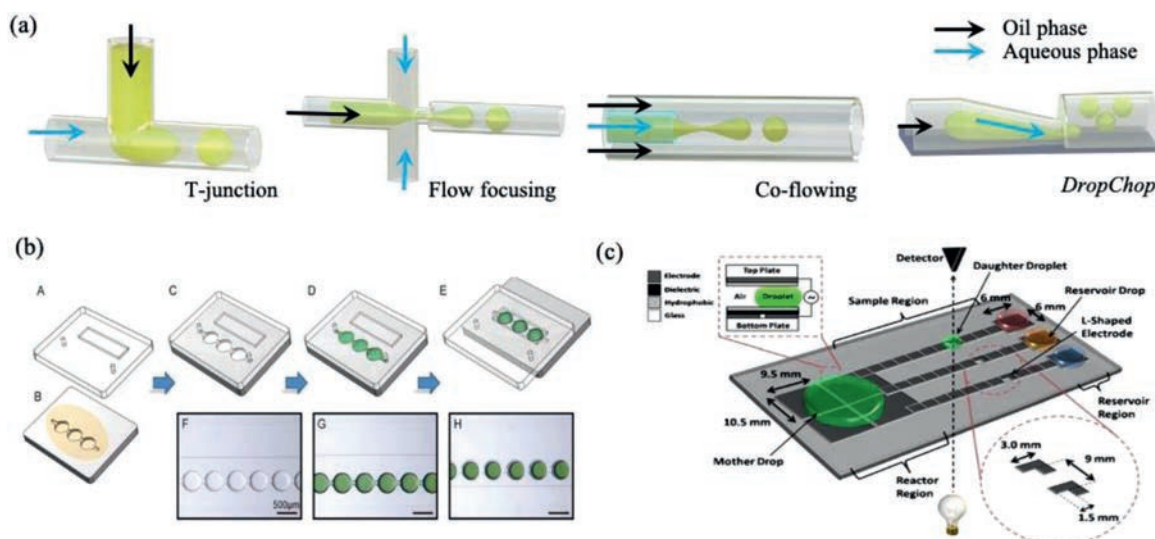 (a)
Oil phase
Aqueous phase
T-junction
Flow focusing
Co-flowing
DropChop
(b)
A
C
D
E
B
F
G
H
500μm
(c)
Electrode
Dielectric
Hydrophobic
Glass
Top Plate
Air
Droplet
Bottom Plate
Detector
Daughter Droplet
Sample Region
6 mm
6 mm
Reservoir Drop
L-Shaped
Electrode
9.5 mm
10.5 mm
Mother Drop
Reactor
Region
Reservoir
Region
3.0 mm
9 mm
1.5 mm